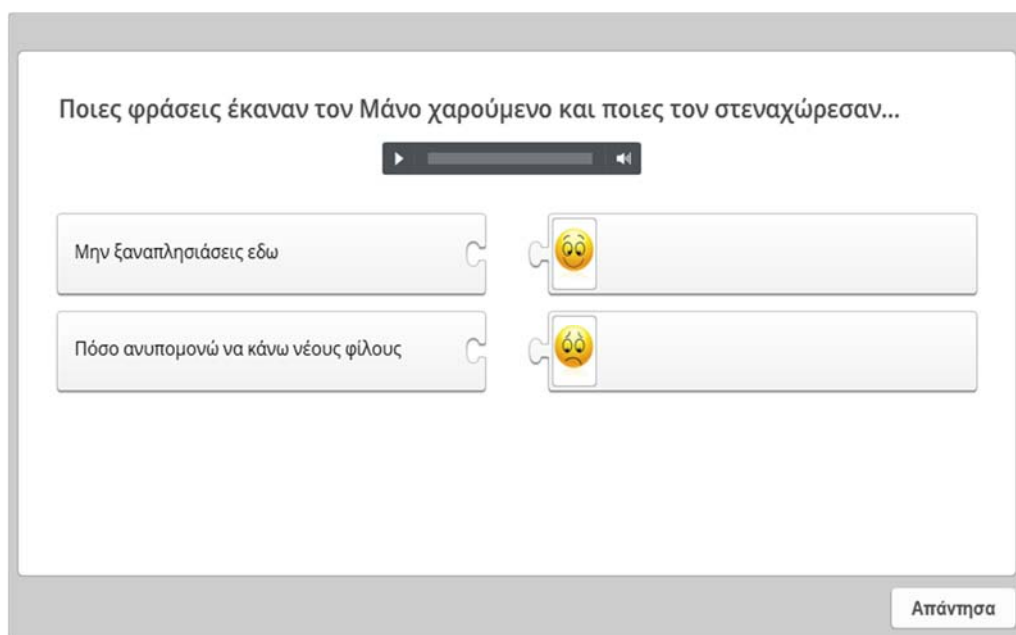 Ποιες φράσεις έκαναν τον Μάνο χαρούμενο και ποιες τον στεναχώρεσαν...
Μην ξαναπλησιάσεις εδω
Πόσο ανυπομονώ να κάνω νέους φίλους
Απάντησα